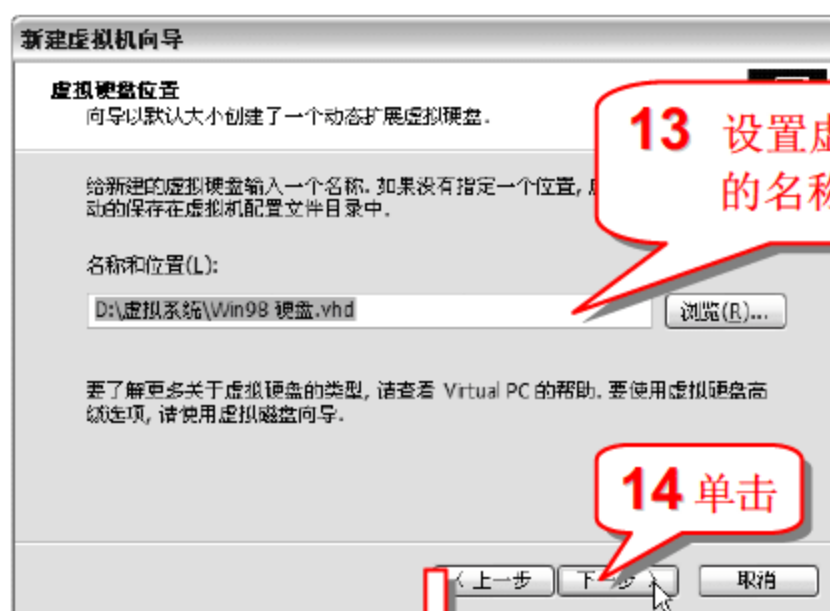 新建虚拟机向导
虚拟硬盘位置
向导以默认大小创建了一个动态扩展虚拟硬盘.
13 设置虚
的名称
给新建的虚拟硬盘输入一个名称. 如果没有指定一个位置,
动的保存在虚拟机配置文件目录中.
名称和位置(L):
D:\虚拟系统\Win98 硬盘.vhd
浏览(R)...
要了解更多关于虚拟硬盘的类型, 请查看 Virtual PC 的帮助. 要使用虚拟硬盘高
级选项, 请使用虚拟磁盘向导.
14 单击
< 上一步 下一步 > 取消